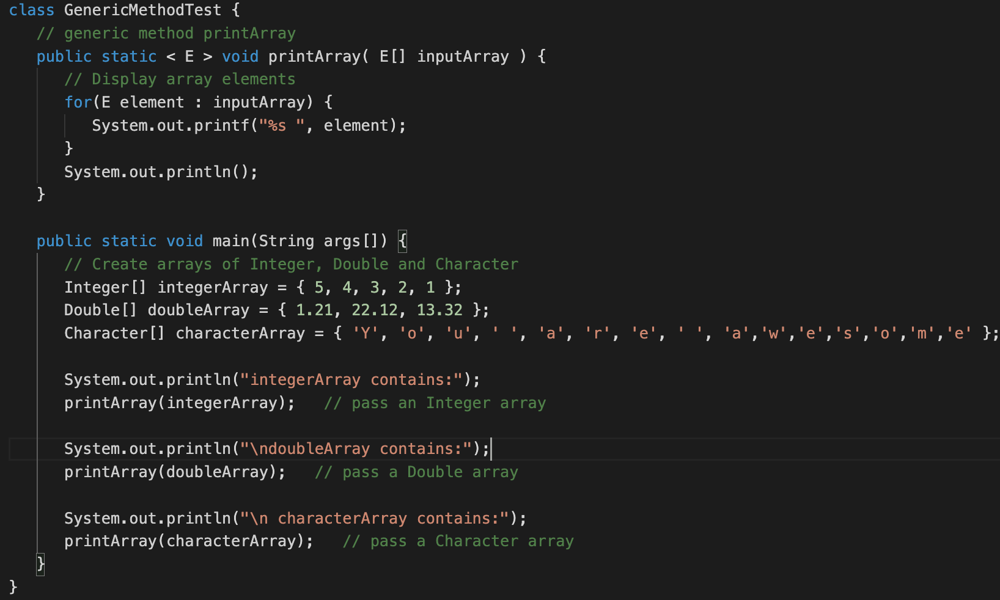 class GenericMethodTest {
   // generic method printArray
   public static < E > void printArray( E[] inputArray ) {
      // Display array elements
      for(E element : inputArray) {
         System.out.printf("%s ", element);
      }
      System.out.println();
   }

   public static void main(String args[]) {
      // Create arrays of Integer, Double and Character
      Integer[] integerArray = { 5, 4, 3, 2, 1 };
      Double[] doubleArray = { 1.21, 22.12, 13.32 };
      Character[] characterArray = { 'Y', 'o', 'u', ' ', 'a', 'r', 'e', ' ', 'a','w','e','s','o','m','e' };

      System.out.println("integerArray contains:");
      printArray(integerArray);   // pass an Integer array

      System.out.println("\ndoubleArray contains:");
      printArray(doubleArray);   // pass a Double array

      System.out.println("\n characterArray contains:");
      printArray(characterArray);   // pass a Character array
   }
}